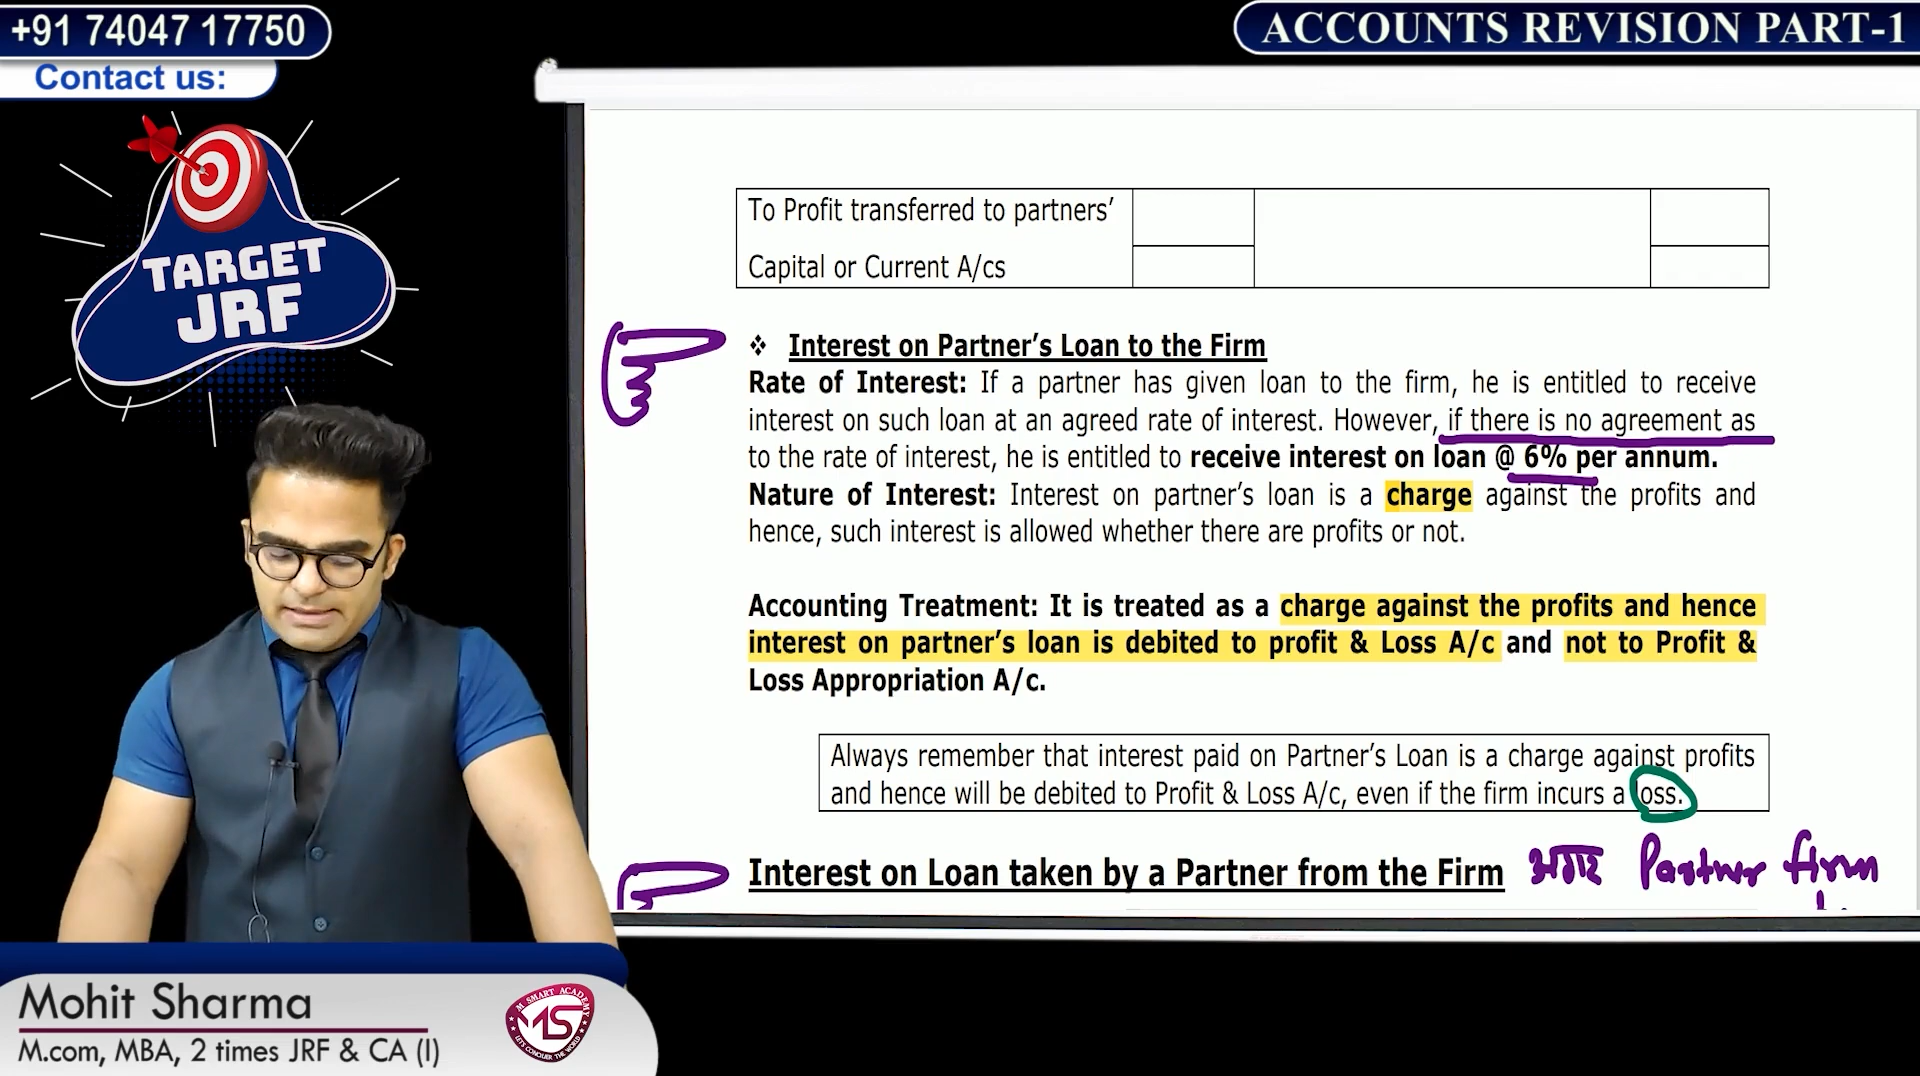 +91 74047 17750
Contact us:
ACCOUNTS REVISION PART-1
TARGET
JRF
To Profit transferred to partners’
Capital or Current A/cs
❖ Interest on Partner’s Loan to the Firm
Rate of Interest: If a partner has given loan to the firm, he is entitled to receive
interest on such loan at an agreed rate of interest. However, if there is no agreement as
to the rate of interest, he is entitled to receive interest on loan @ 6% per annum.
Nature of Interest: Interest on partner’s loan is a charge against the profits and
hence, such interest is allowed whether there are profits or not.
Accounting Treatment: It is treated as a charge against the profits and hence
interest on partner’s loan is debited to profit & Loss A/c and not to Profit &
Loss Appropriation A/c.
Always remember that interest paid on Partner’s Loan is a charge against profits
and hence will be debited to Profit & Loss A/c, even if the firm incurs a loss.
Interest on Loan taken by a Partner from the Firm अगर Partner firm
Mohit Sharma
M.com, MBA, 2 times JRF & CA (I)
M SMART ACADEMY
MS
LETS CONQUER THE WORLD